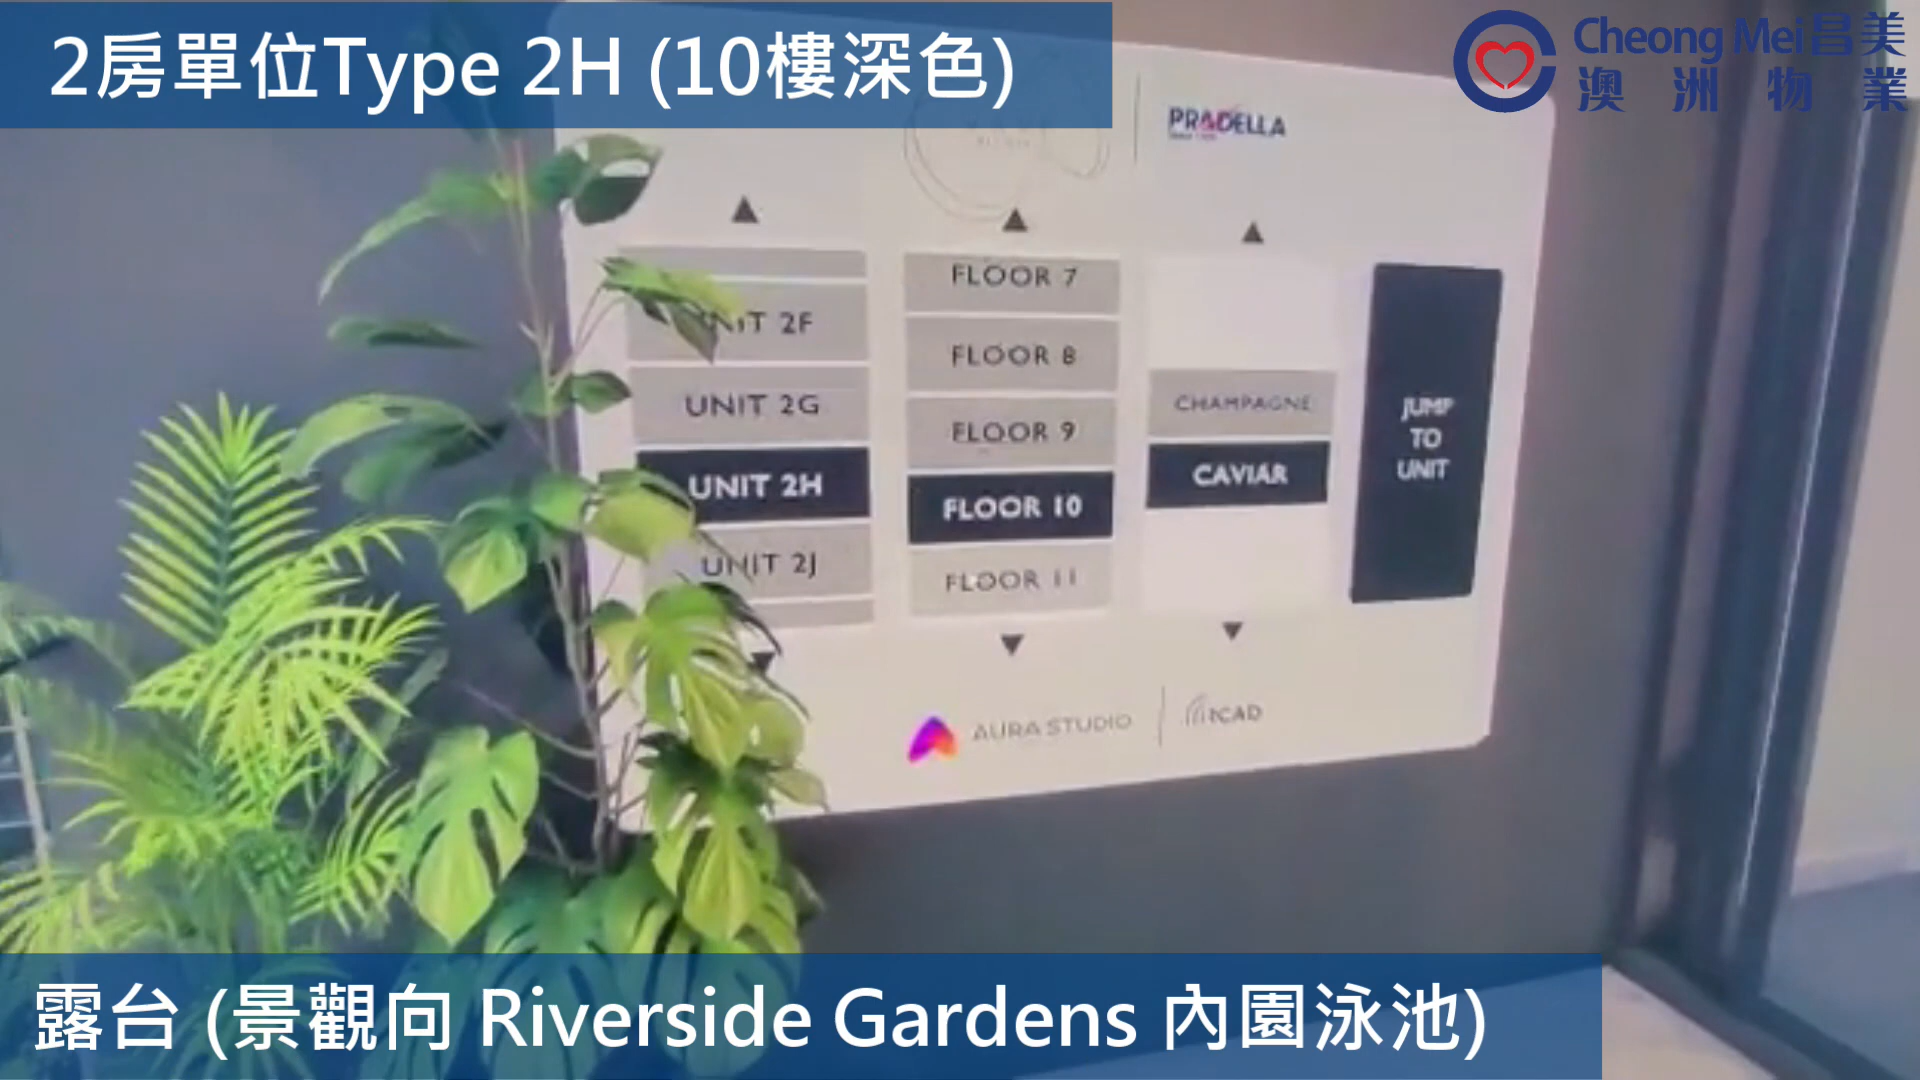 2房單位Type 2H (10樓深色)
Cheong Mei昌美
澳洲物業
PRADELLA
UNIT 2F
UNIT 2G
UNIT 2H
UNIT 2J
FLOOR 7
FLOOR 8
FLOOR 9
FLOOR 10
FLOOR 11
CHAMPAGNE
CAVIAR
JUMP
TO
UNIT
AURA STUDIO
露台 (景觀向 Riverside Gardens 內園泳池)